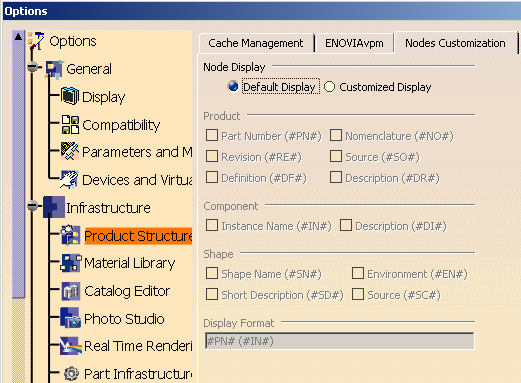 Options
Options
General
Display
Compatibility
Parameters and M
Devices and Virtua
Infrastructure
Product Structure
Material Library
Catalog Editor
Photo Studio
Real Time Renderi
Part Infrastructure
Cache Management
ENOVIAvpm
Nodes Customization
Node Display
Default Display
Customized Display
Product
Part Number (#PN#)
Nomenclature (#NO#)
Revision (#RE#)
Source (#SO#)
Definition (#DF#)
Description (#DR#)
Component
Instance Name (#IN#)
Description (#DI#)
Shape
Shape Name (#SN#)
Environment (#EN#)
Short Description (#SD#)
Source (#SC#)
Display Format
#PN# (#IN#)